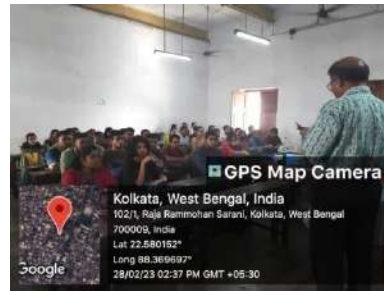 GPS Map Camera
Kolkata, West Bengal, India
102/1, Raja Rammohan Sarani, Kolkata, West Bengal
700009, India
Lat 22.580152°
Long 88.369697°
28/02/23 02:37 PM GMT +05:30
Google